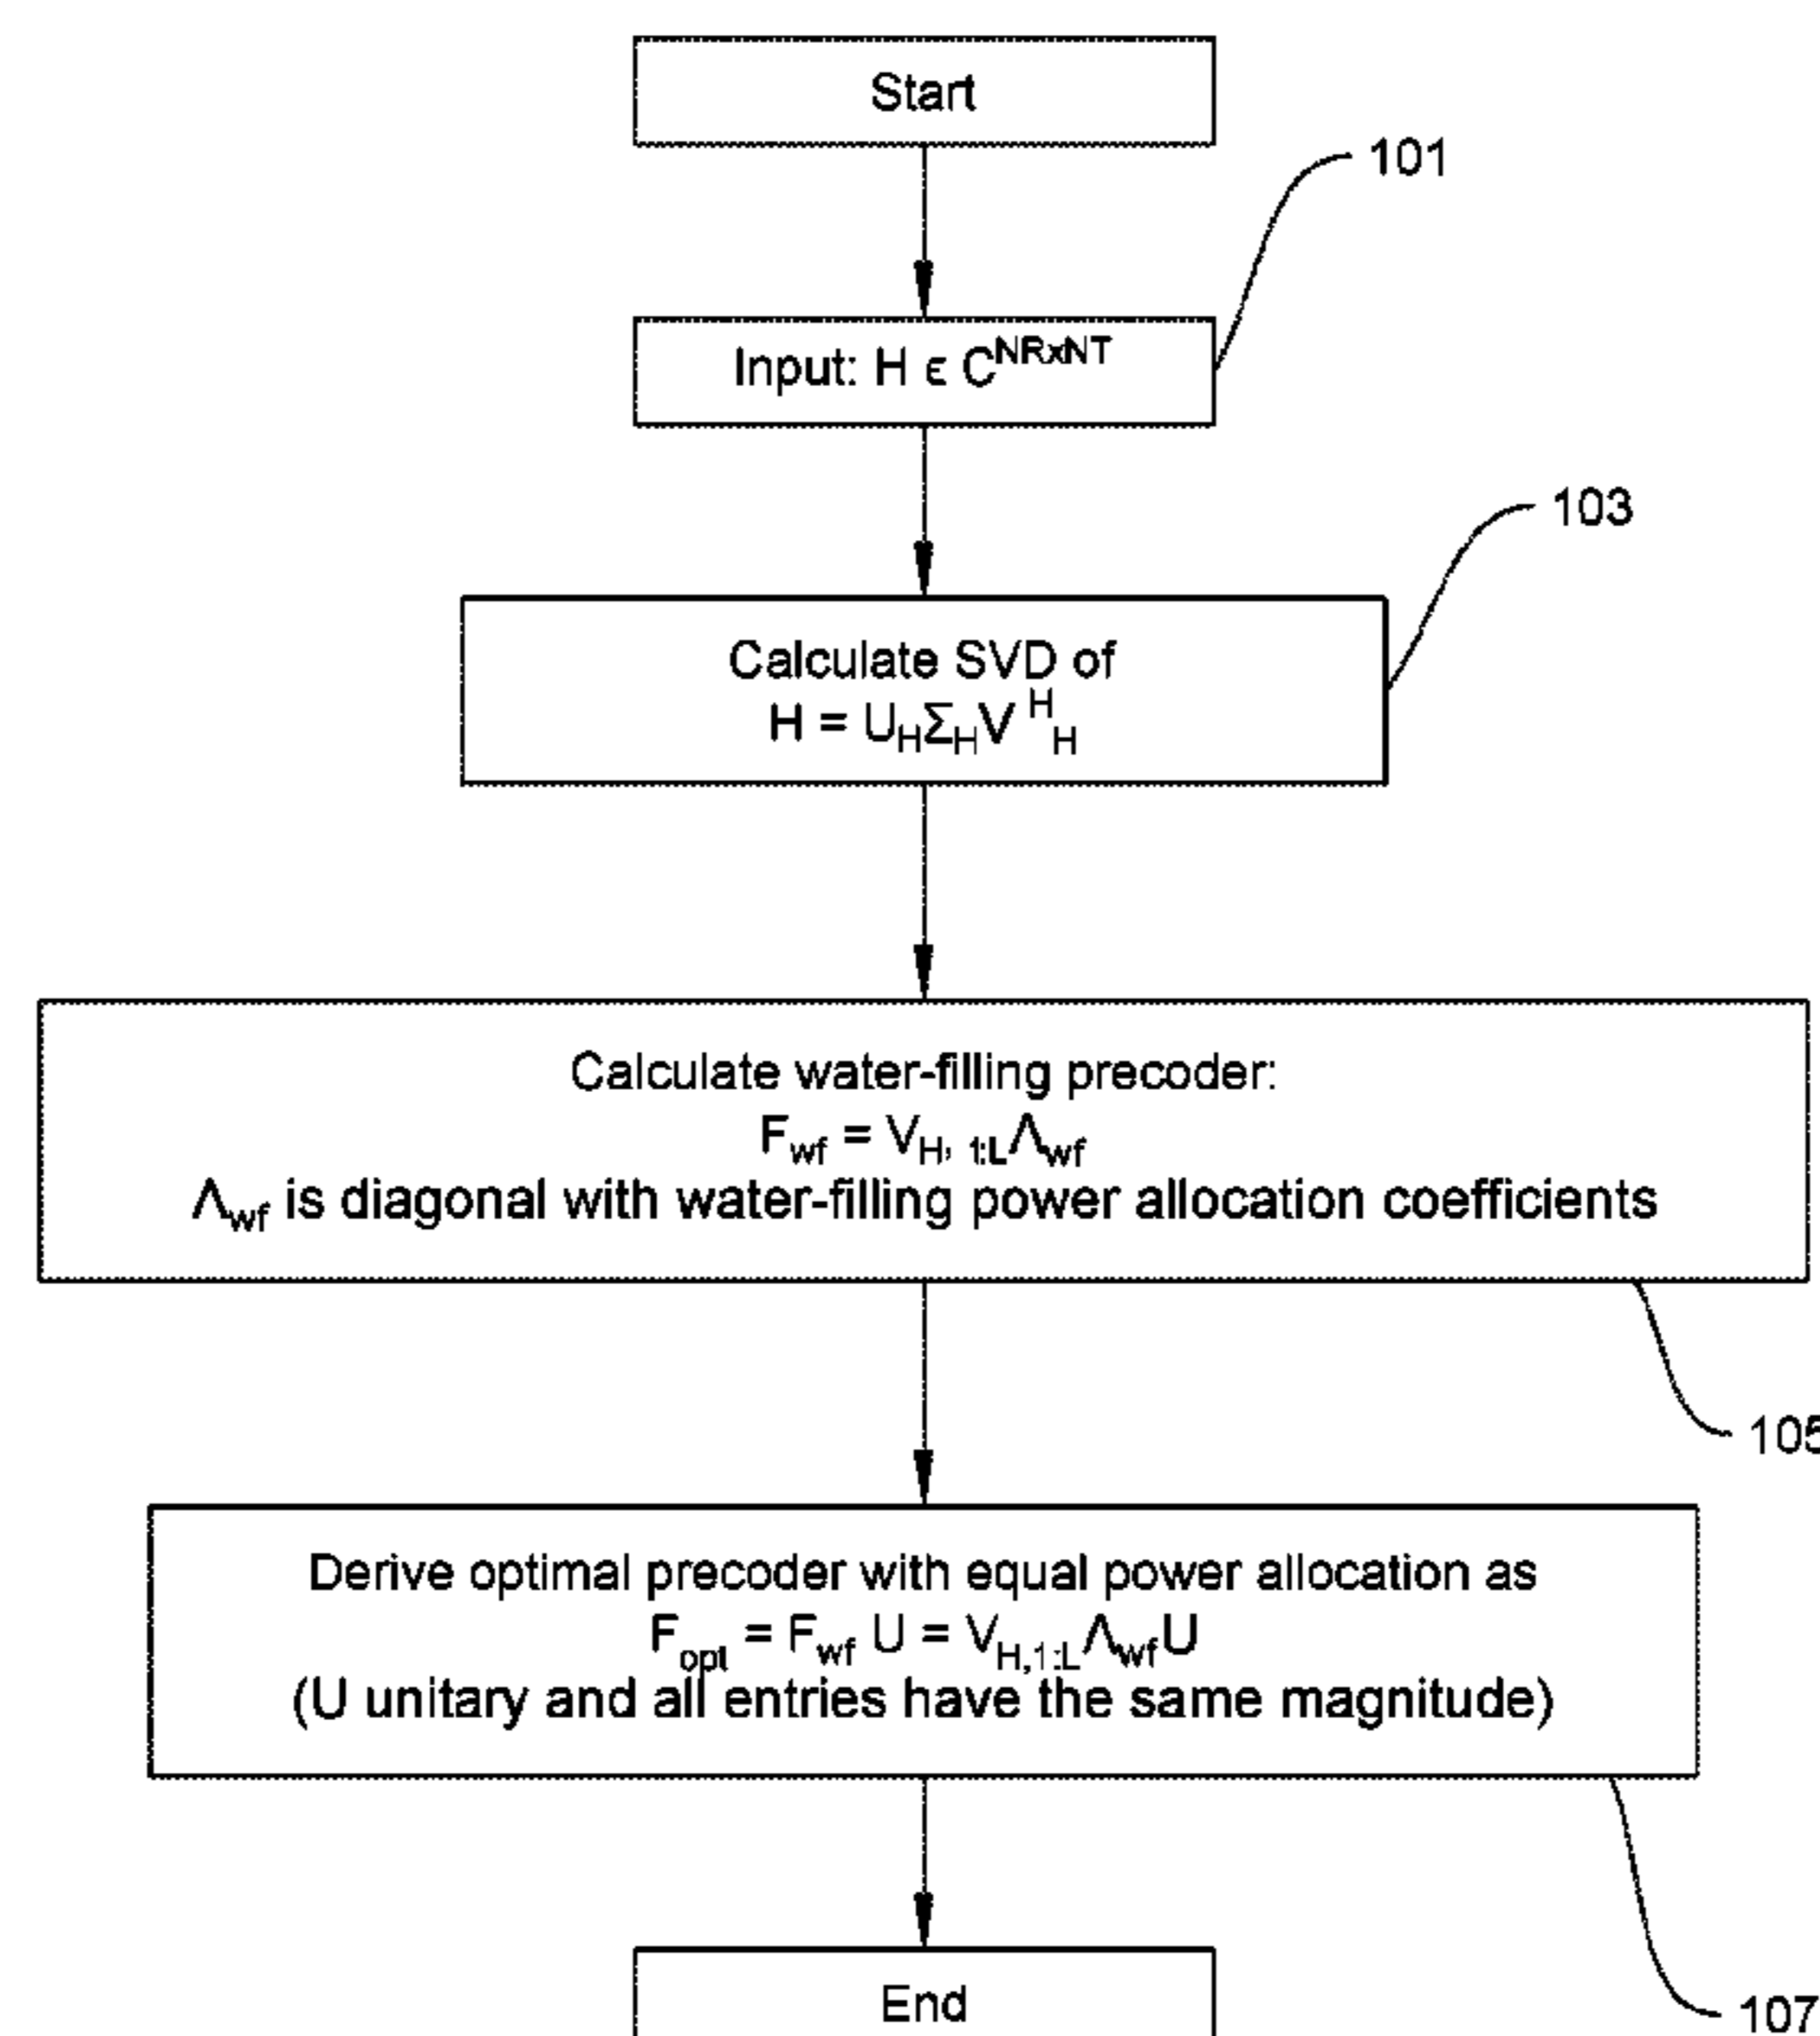 Start
101
Input: H ϵ C^NRxNT
103
Calculate SVD of
H = U_HΣ_HV^H_H
Calculate water-filling precoder:
F_wf = V_H, 1:LΛ_wf
Λ_wf is diagonal with water-filling power allocation coefficients
105
Derive optimal precoder with equal power allocation as
F_opt = F_wf U = V_H,1:LΛ_wfU
(U unitary and all entries have the same magnitude)
End
107